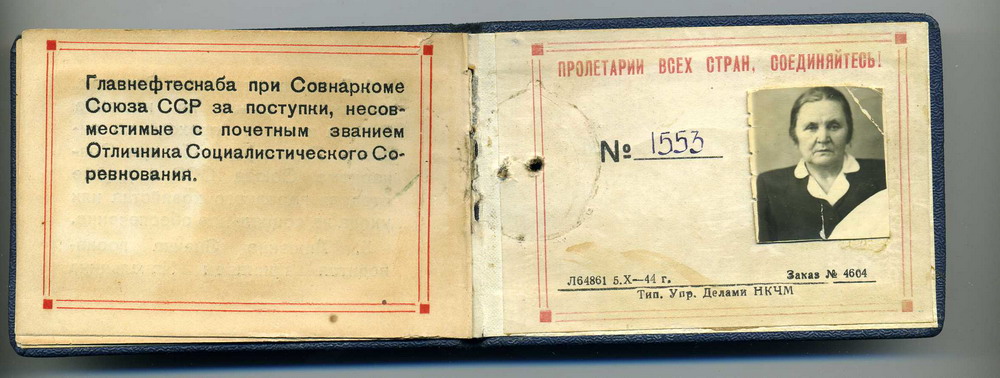 Главнефтеснаба при Совнаркоме
Союза ССР за поступки, несов-
местимые с почетным званием
Отличника Социалистического Со-
ревнования.
ПРОЛЕТАРИИ ВСЕХ СТРАН, СОЕДИНЯЙТЕСЬ!
№ 1553
Л64861 5.X—44 г. Заказ № 4604
Тип. Упр. Делами НКЧМ